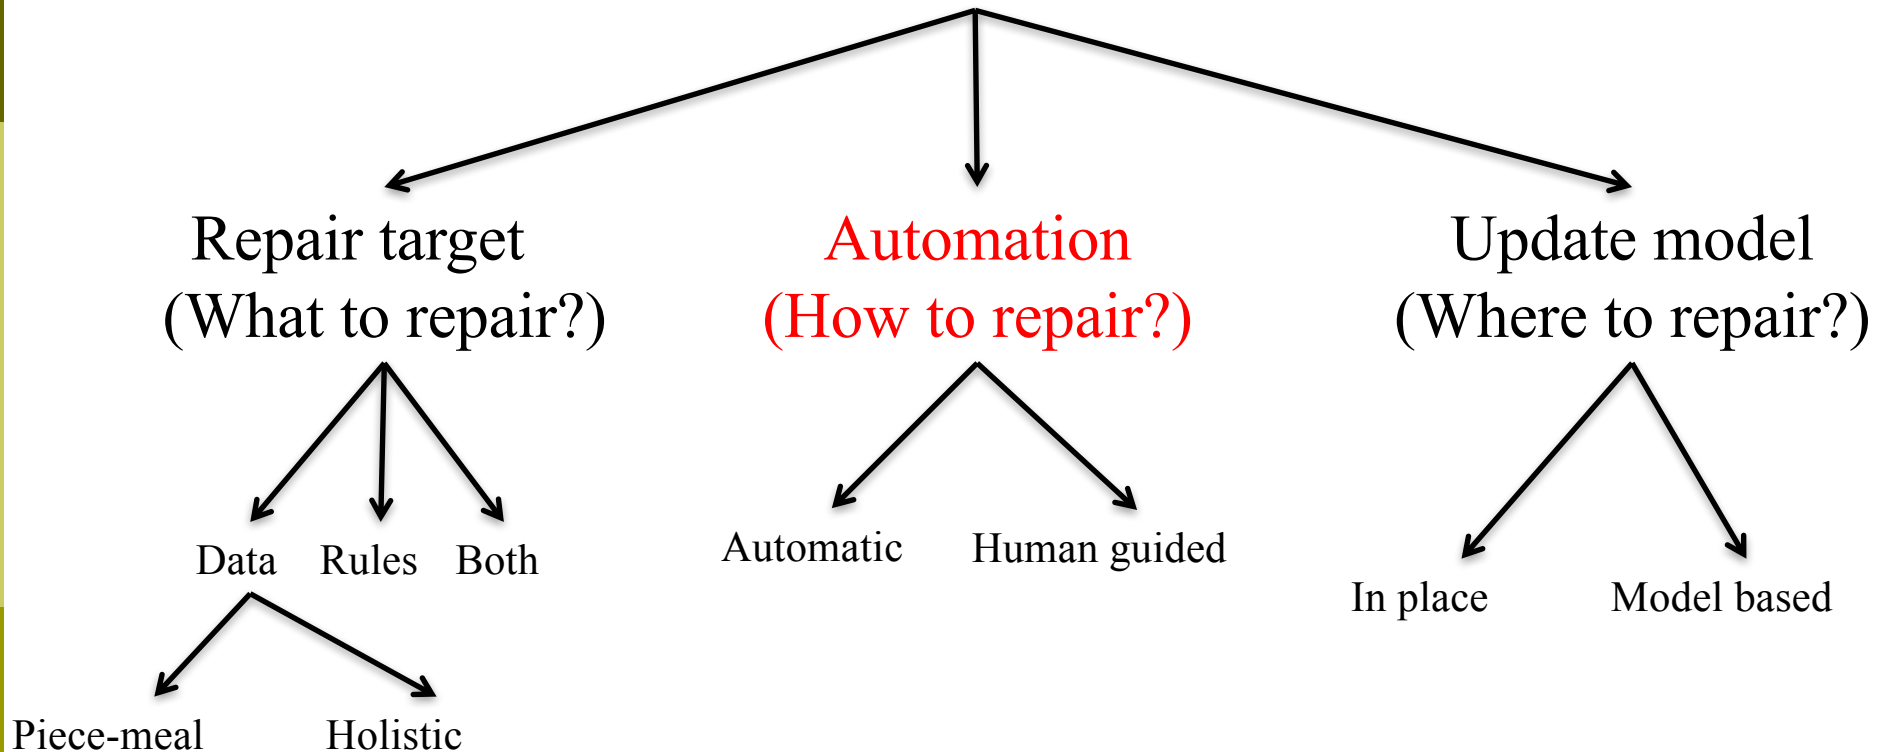 Repair target
(What to repair?)
Automation
(How to repair?)
Update model
(Where to repair?)
Data
Rules
Both
Automatic
Human guided
In place
Model based
Piece-meal
Holistic